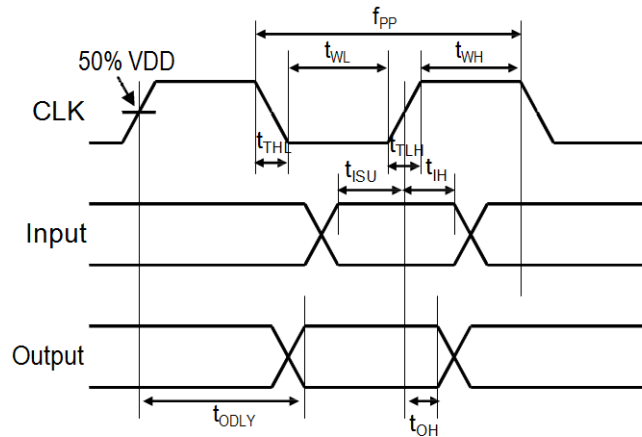 fPP
50% VDD
tWL
tWH
CLK
tTHL
tTLH
tISU
tIH
Input
Output
tODLY
tOH